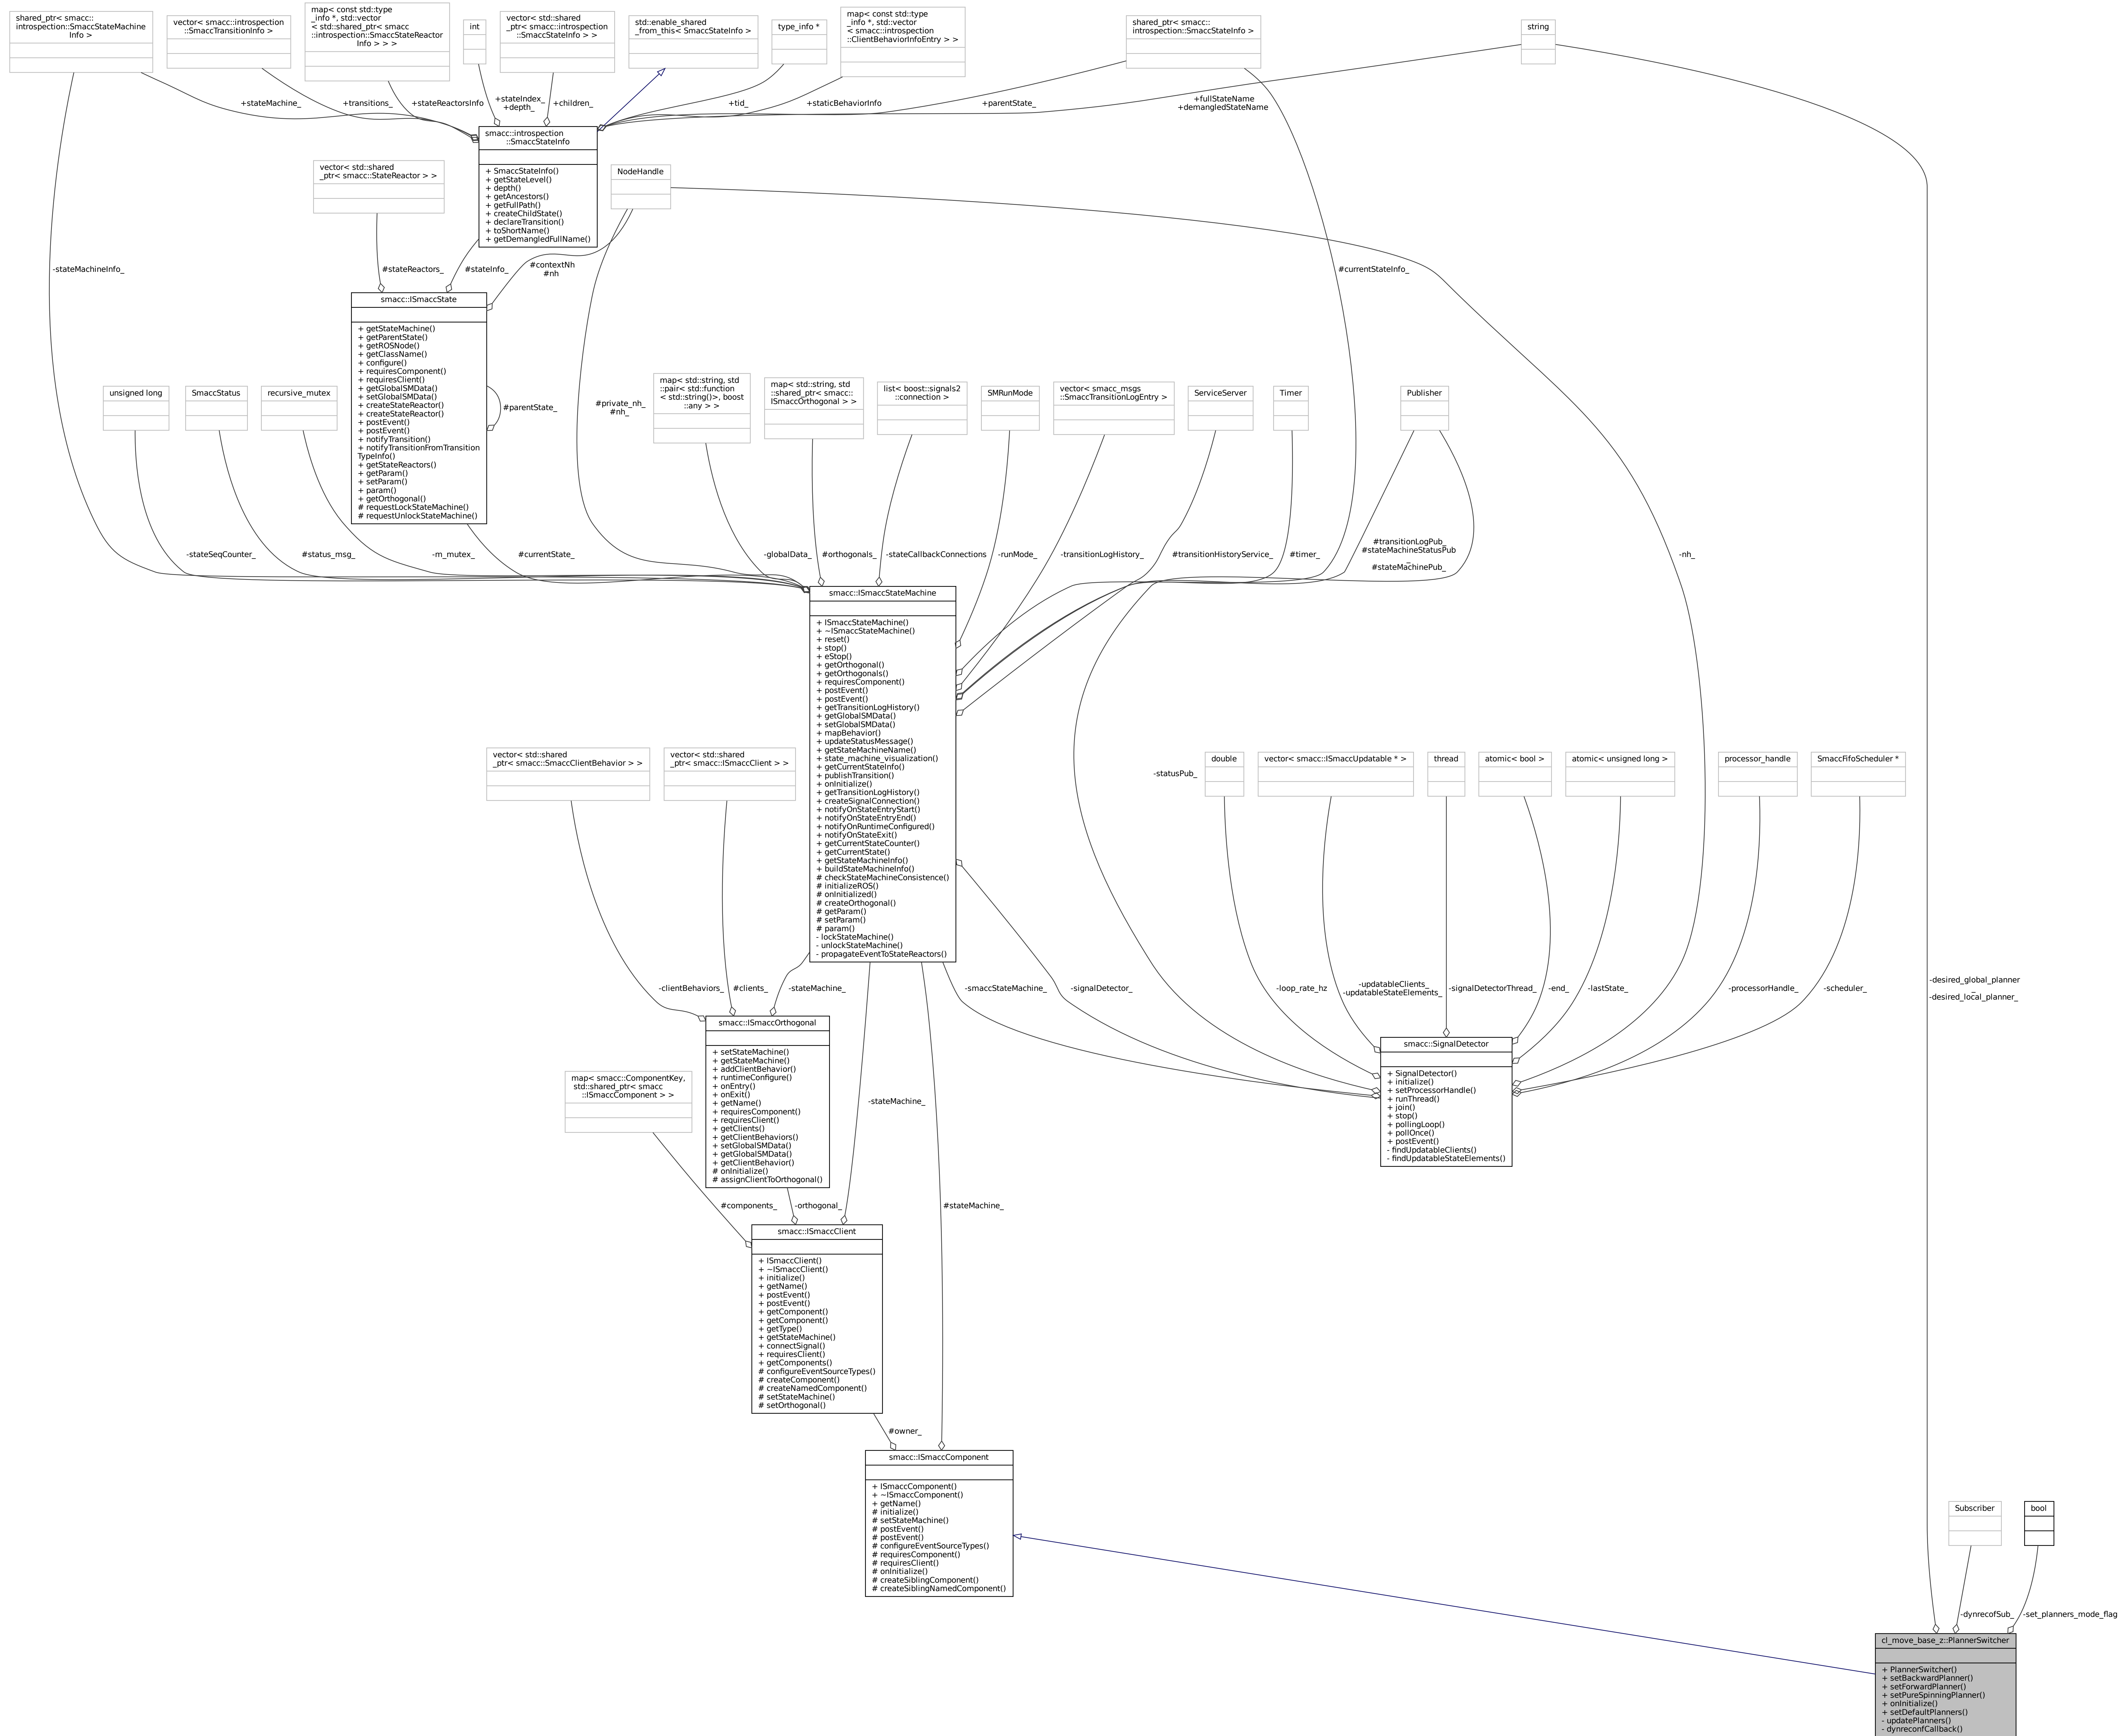 shared_ptr< smacc::
introspection::SmaccStateMachine
Info >
vector< smacc::introspection
::SmaccTransitionInfo >
map< const std::type
_info *, std::vector
< std::shared_ptr< smacc
::introspection::SmaccStateReactor
Info > > >
int
vector< std::shared
_ptr< smacc::introspection
::SmaccStateInfo > >
std::enable_shared
_from_this< SmaccStateInfo >
type_info *
map< const std::type
_info *, std::vector
< smacc::introspection
::ClientBehaviorInfoEntry > >
shared_ptr< smacc::
introspection::SmaccStateInfo >
string
+stateMachine_
+transitions_
+stateReactorsInfo
+stateIndex_
+depth_
+children_
+tid_
+staticBehaviorInfo
+parentState_
+fullStateName
+demangledStateName
smacc::introspection
::SmaccStateInfo
+ SmaccStateInfo()
+ getStateLevel()
+ depth()
+ getAncestors()
+ getFullPath()
+ createChildState()
+ declareTransition()
+ toShortName()
+ getDemangledFullName()
vector< std::shared
_ptr< smacc::StateReactor > >
NodeHandle
-stateMachineInfo_
#stateReactors_
#stateInfo_
#contextNh
#nh
#currentStateInfo_
smacc::ISmaccState
+ getStateMachine()
+ getParentState()
+ getROSNode()
+ getClassName()
+ configure()
+ requiresComponent()
+ requiresClient()
+ getGlobalSMData()
+ setGlobalSMData()
+ createStateReactor()
+ createStateReactor()
+ postEvent()
+ postEvent()
+ notifyTransition()
+ notifyTransitionFromTransition
TypeInfo()
+ getStateReactors()
+ getParam()
+ setParam()
+ param()
+ getOrthogonal()
# requestLockStateMachine()
# requestUnlockStateMachine()
#parentState_
#private_nh_
#nh_
unsigned long
SmaccStatus
recursive_mutex
map< std::string, std
::pair< std::function
< std::string()>, boost
::any > >
map< std::string, std
::shared_ptr< smacc::
ISmaccOrthogonal > >
list< boost::signals2
::connection >
SMRunMode
vector< smacc_msgs
::SmaccTransitionLogEntry >
ServiceServer
Timer
Publisher
-stateSeqCounter_
#status_msg_
-m_mutex_
#currentState_
-globalData_
#orthogonals_
-stateCallbackConnections
-runMode_
-transitionLogHistory_
#transitionHistoryService_
#timer_
#transitionLogPub_
#stateMachineStatusPub
_
#stateMachinePub_
-nh_
smacc::ISmaccStateMachine
+ ISmaccStateMachine()
+ ~ISmaccStateMachine()
+ reset()
+ stop()
+ eStop()
+ getOrthogonal()
+ getOrthogonals()
+ requiresComponent()
+ postEvent()
+ postEvent()
+ getTransitionLogHistory()
+ getGlobalSMData()
+ setGlobalSMData()
+ mapBehavior()
+ updateStatusMessage()
+ getStateMachineName()
+ state_machine_visualization()
+ getCurrentStateInfo()
+ publishTransition()
+ onInitialize()
+ getTransitionLogHistory()
+ createSignalConnection()
+ notifyOnStateEntryStart()
+ notifyOnStateEntryEnd()
+ notifyOnRuntimeConfigured()
+ notifyOnStateExit()
+ getCurrentStateCounter()
+ getCurrentState()
+ getStateMachineInfo()
+ buildStateMachineInfo()
# checkStateMachineConsistence()
# initializeROS()
# onInitialized()
# createOrthogonal()
# getParam()
# setParam()
# param()
- lockStateMachine()
- unlockStateMachine()
- propagateEventToStateReactors()
vector< std::shared
_ptr< smacc::SmaccClientBehavior > >
vector< std::shared
_ptr< smacc::ISmaccClient > >
-statusPub_
double
vector< smacc::ISmaccUpdatable * >
thread
atomic< bool >
atomic< unsigned long >
processor_handle
SmaccFifoScheduler *
-clientBehaviors_
#clients_
-stateMachine_
-smaccStateMachine_
-signalDetector_
-loop_rate_hz
-updatableClients_
-updatableStateElements_
-signalDetectorThread_
-end_
-lastState_
-processorHandle_
-scheduler_
-desired_global_planner
_
-desired_local_planner_
smacc::ISmaccOrthogonal
+ setStateMachine()
+ getStateMachine()
+ addClientBehavior()
+ runtimeConfigure()
+ onEntry()
+ onExit()
+ getName()
+ requiresComponent()
+ requiresClient()
+ getClients()
+ getClientBehaviors()
+ setGlobalSMData()
+ getGlobalSMData()
+ getClientBehavior()
# onInitialize()
# assignClientToOrthogonal()
smacc::SignalDetector
+ SignalDetector()
+ initialize()
+ setProcessorHandle()
+ runThread()
+ join()
+ stop()
+ pollingLoop()
+ pollOnce()
+ postEvent()
- findUpdatableClients()
- findUpdatableStateElements()
map< smacc::ComponentKey,
std::shared_ptr< smacc
::ISmaccComponent > >
-stateMachine_
#components_
-orthogonal_
#stateMachine_
smacc::ISmaccClient
+ ISmaccClient()
+ ~ISmaccClient()
+ initialize()
+ getName()
+ postEvent()
+ postEvent()
+ getComponent()
+ getComponent()
+ getType()
+ getStateMachine()
+ connectSignal()
+ requiresClient()
+ getComponents()
# configureEventSourceTypes()
# createComponent()
# createNamedComponent()
# setStateMachine()
# setOrthogonal()
#owner_
smacc::ISmaccComponent
+ ISmaccComponent()
+ ~ISmaccComponent()
+ getName()
# initialize()
# setStateMachine()
# postEvent()
# postEvent()
# configureEventSourceTypes()
# requiresComponent()
# requiresClient()
# onInitialize()
# createSiblingComponent()
# createSiblingNamedComponent()
Subscriber
bool
-dynrecofSub_
-set_planners_mode_flag
cl_move_base_z::PlannerSwitcher
+ PlannerSwitcher()
+ setBackwardPlanner()
+ setForwardPlanner()
+ setPureSpinningPlanner()
+ onInitialize()
+ setDefaultPlanners()
- updatePlanners()
- dynreconfCallback()